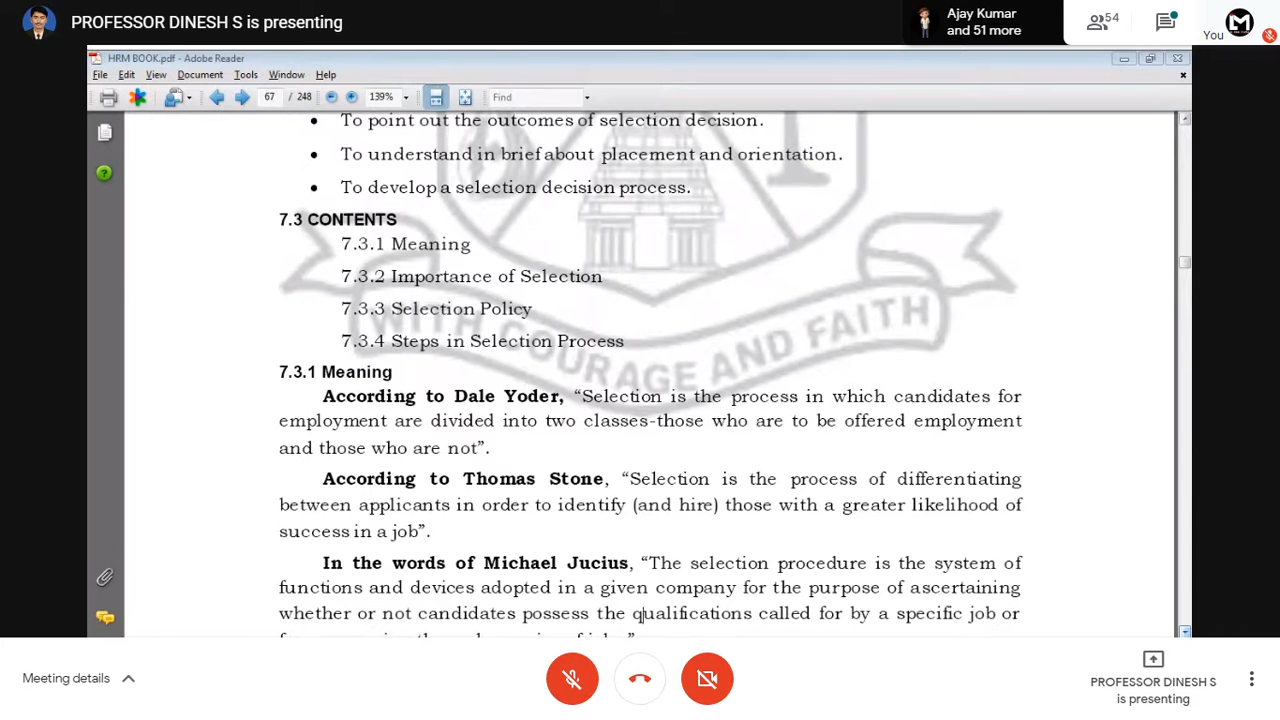 PROFESSOR DINESH S is presenting
Ajay Kumar
and 51 more
54
You
M
HRM BOOK.pdf - Adobe Reader
File Edit View Document Tools Window Help
67 / 248 139% Find
• To point out the outcomes of selection decision.
• To understand in brief about placement and orientation.
• To develop a selection decision process.
7.3 CONTENTS
7.3.1 Meaning
7.3.2 Importance of Selection
7.3.3 Selection Policy
7.3.4 Steps in Selection Process
WITH COURAGE AND FAITH
7.3.1 Meaning
According to Dale Yoder, “Selection is the process in which candidates for
employment are divided into two classes-those who are to be offered employment
and those who are not”.
According to Thomas Stone, “Selection is the process of differentiating
between applicants in order to identify (and hire) those with a greater likelihood of
success in a job”.
In the words of Michael Jucius, “The selection procedure is the system of
functions and devices adopted in a given company for the purpose of ascertaining
whether or not candidates possess the qualifications called for by a specific job or
Meeting details
PROFESSOR DINESH S
is presenting